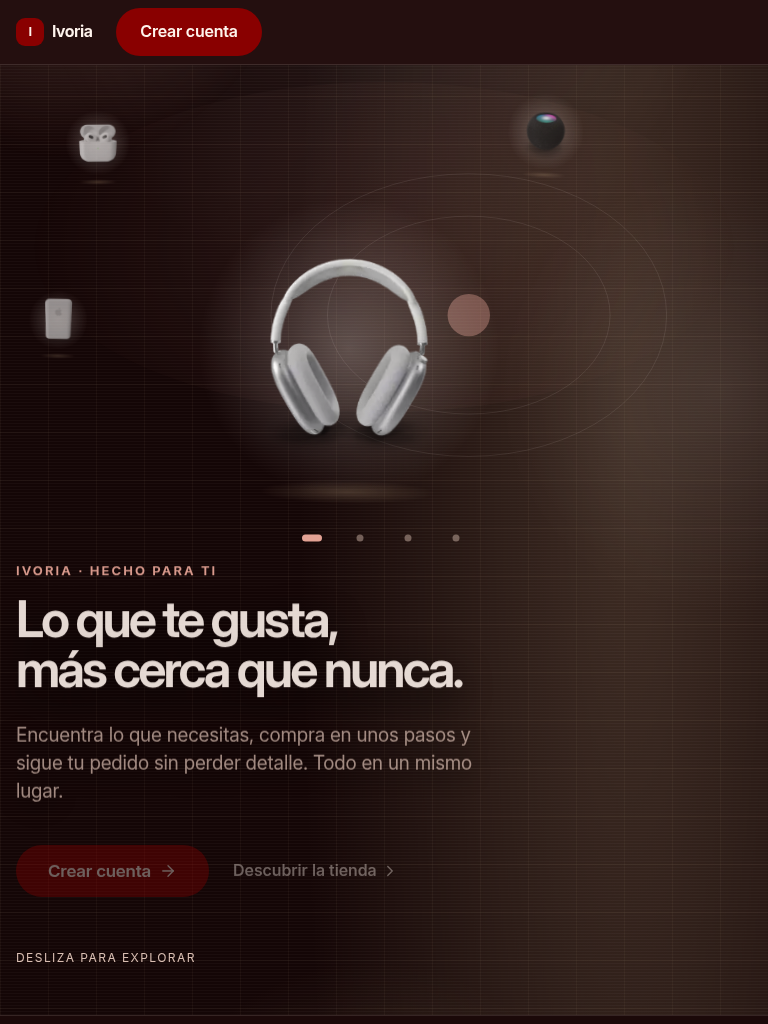 I Ivoria Crear cuenta
IVORIA · HECHO PARA TI
Lo que te gusta,
más cerca que nunca.
Encuentra lo que necesitas, compra en unos pasos y
sigue tu pedido sin perder detalle. Todo en un mismo
lugar.
Crear cuenta Descubrir la tienda
DESLIZA PARA EXPLORAR